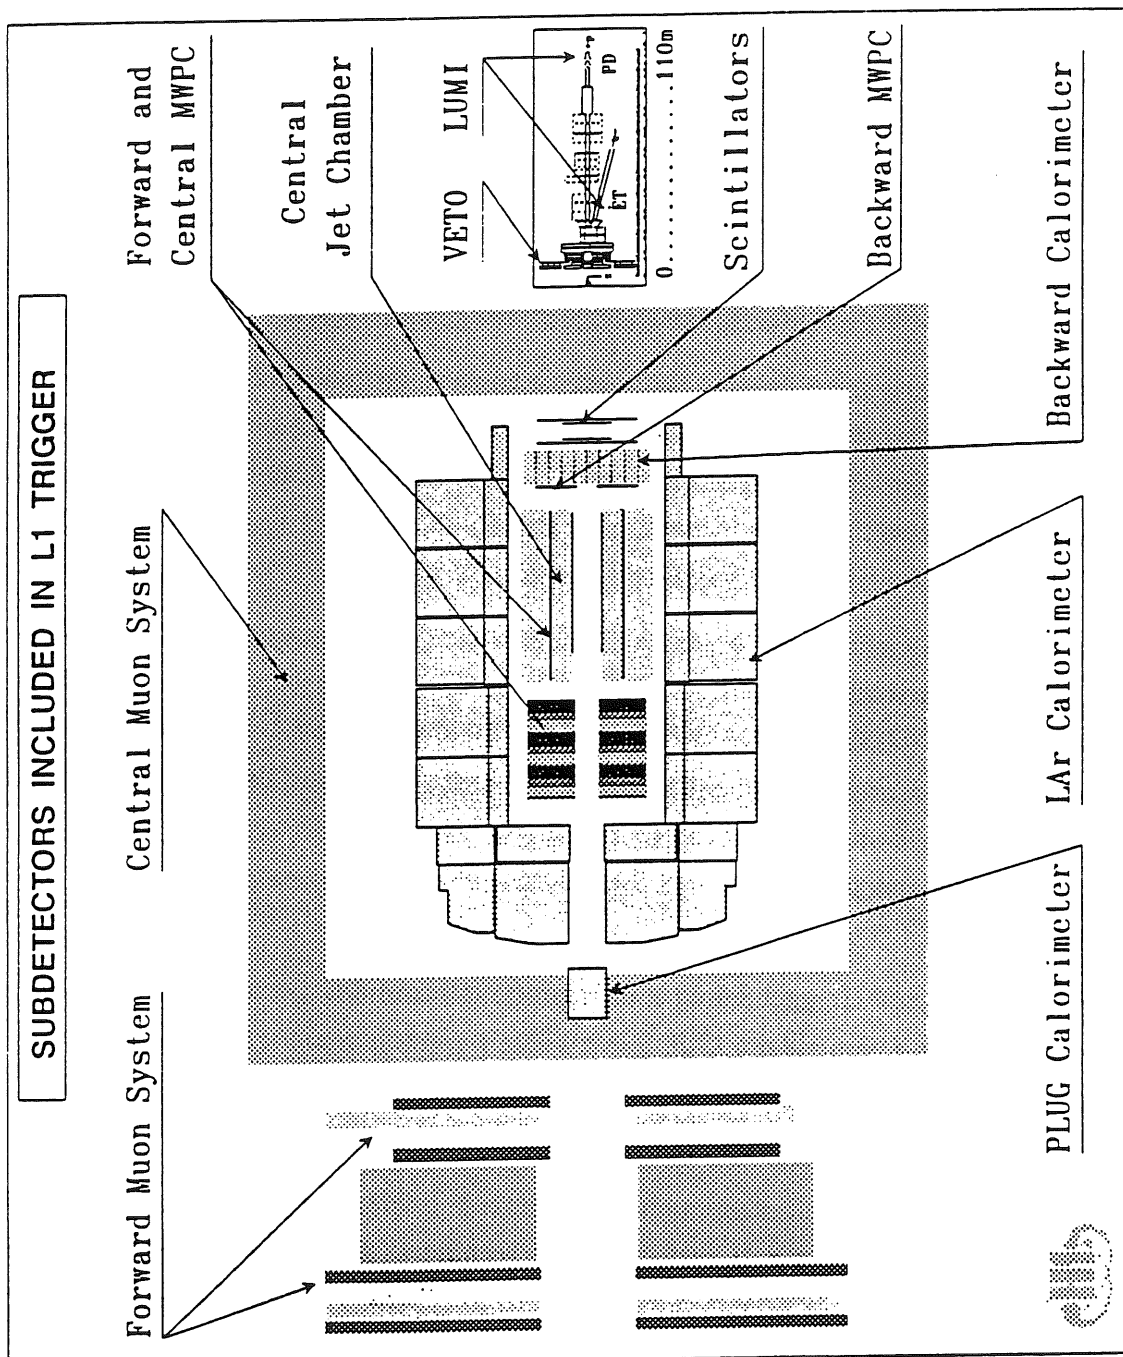 SUBDETECTORS INCLUDED IN L1 TRIGGER
Forward Muon System
Central Muon System
Forward and
Central MWPC
Central
Jet Chamber
VETO
LUMI
PD
ET
0...........110m
Scintillators
Backward MWPC
Backward Calorimeter
LAr Calorimeter
PLUG Calorimeter